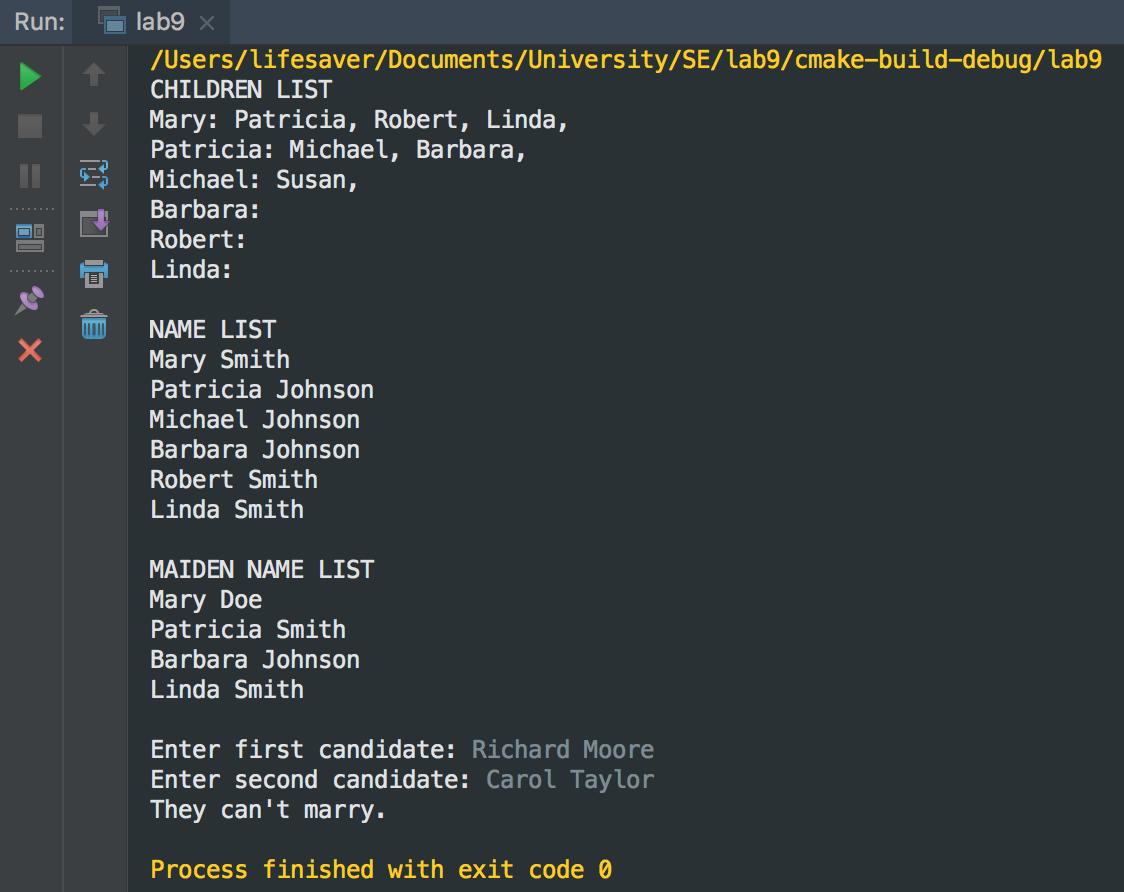 Run: lab9
/Users/lifesaver/Documents/University/SE/lab9/cmake-build-debug/lab9
CHILDREN LIST
Mary: Patricia, Robert, Linda,
Patricia: Michael, Barbara,
Michael: Susan,
Barbara:
Robert:
Linda:
NAME LIST
Mary Smith
Patricia Johnson
Michael Johnson
Barbara Johnson
Robert Smith
Linda Smith
MAIDEN NAME LIST
Mary Doe
Patricia Smith
Barbara Johnson
Linda Smith
Enter first candidate: Richard Moore
Enter second candidate: Carol Taylor
They can't marry.
Process finished with exit code 0